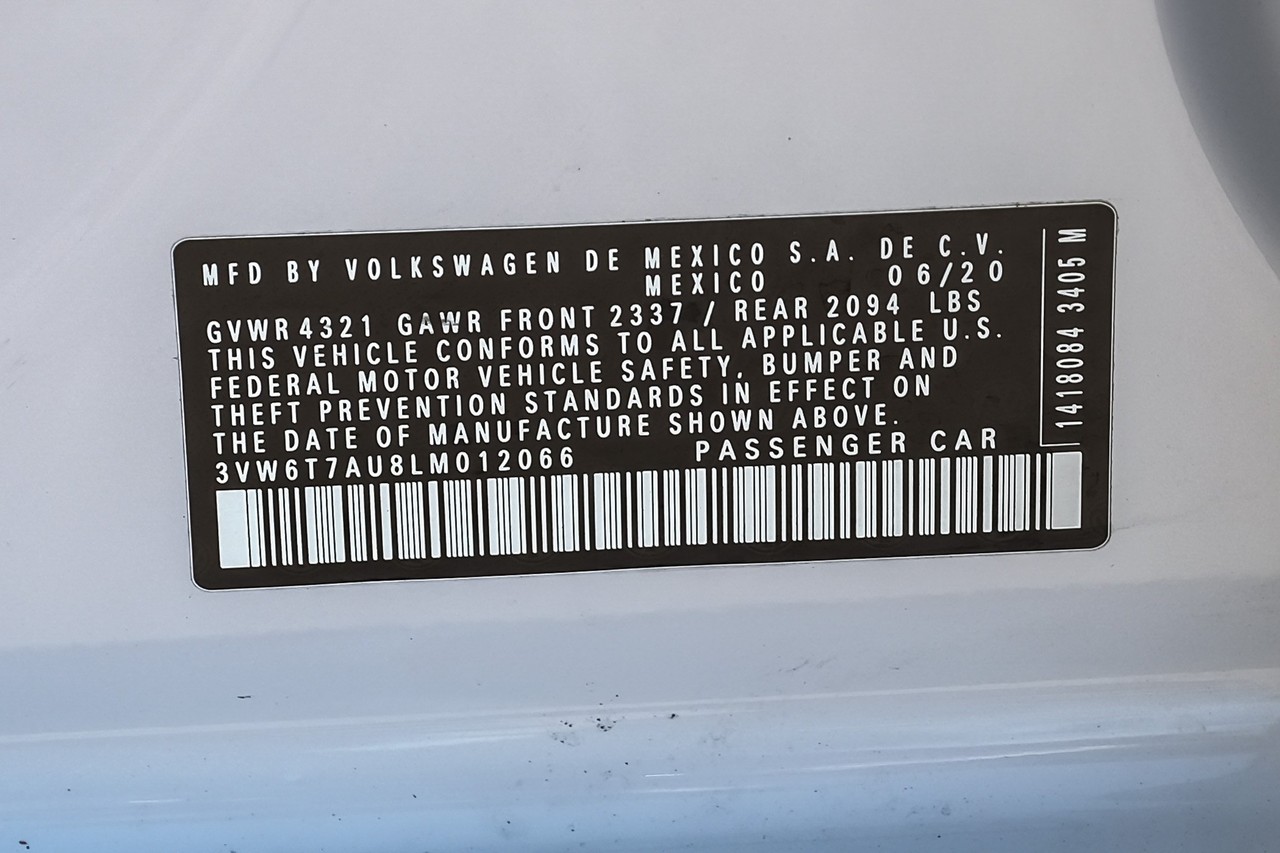 MFD BY VOLKSWAGEN DE MEXICO S.A. DE C.V.
MEXICO 06/20
GVWR 4321 GAWR FRONT 2337 / REAR 2094 LBS
THIS VEHICLE CONFORMS TO ALL APPLICABLE U.S.
FEDERAL MOTOR VEHICLE SAFETY, BUMPER AND
THEFT PREVENTION STANDARDS IN EFFECT ON
THE DATE OF MANUFACTURE SHOWN ABOVE.
3VW6T7AU8LM012066 PASSENGER CAR
1418084 3405 M